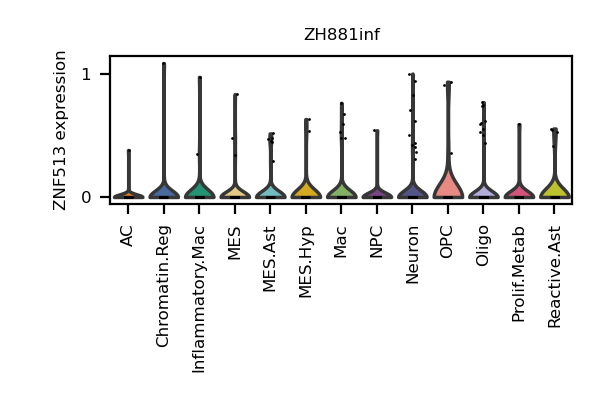 ZH881inf
ZNF513 expression
1
0
AC
Chromatin.Reg
Inflammatory.Mac
MES
MES.Ast
MES.Hyp
Mac
NPC
Neuron
OPC
Oligo
Prolif.Metab
Reactive.Ast